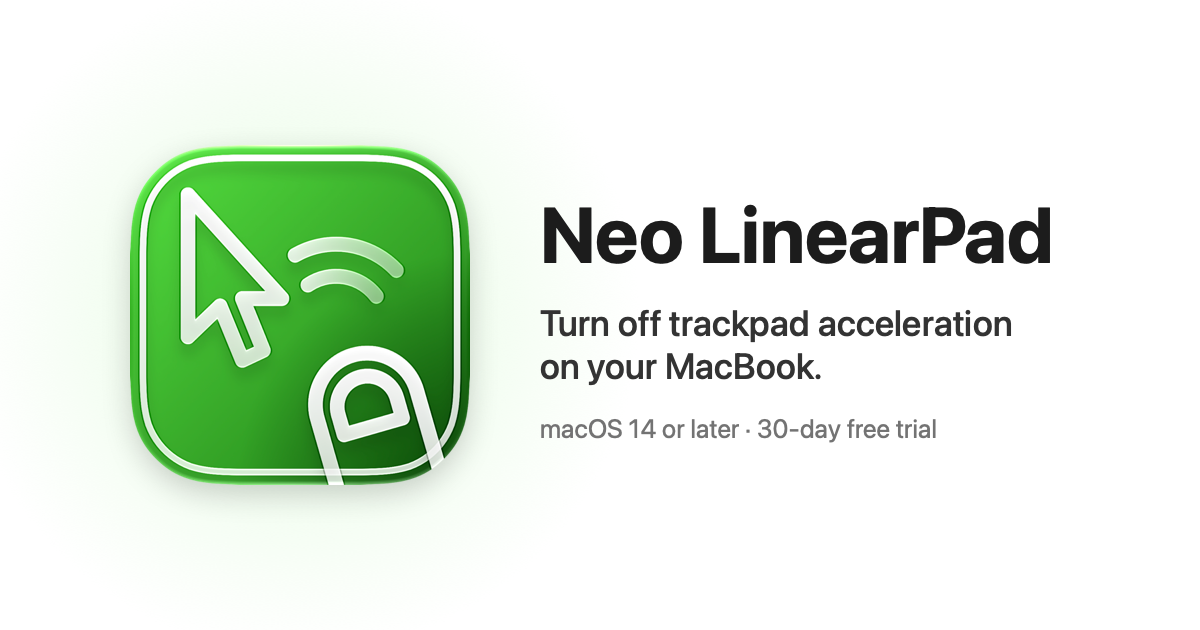 Neo LinearPad
Turn off trackpad acceleration
on your MacBook.
macOS 14 or later · 30-day free trial